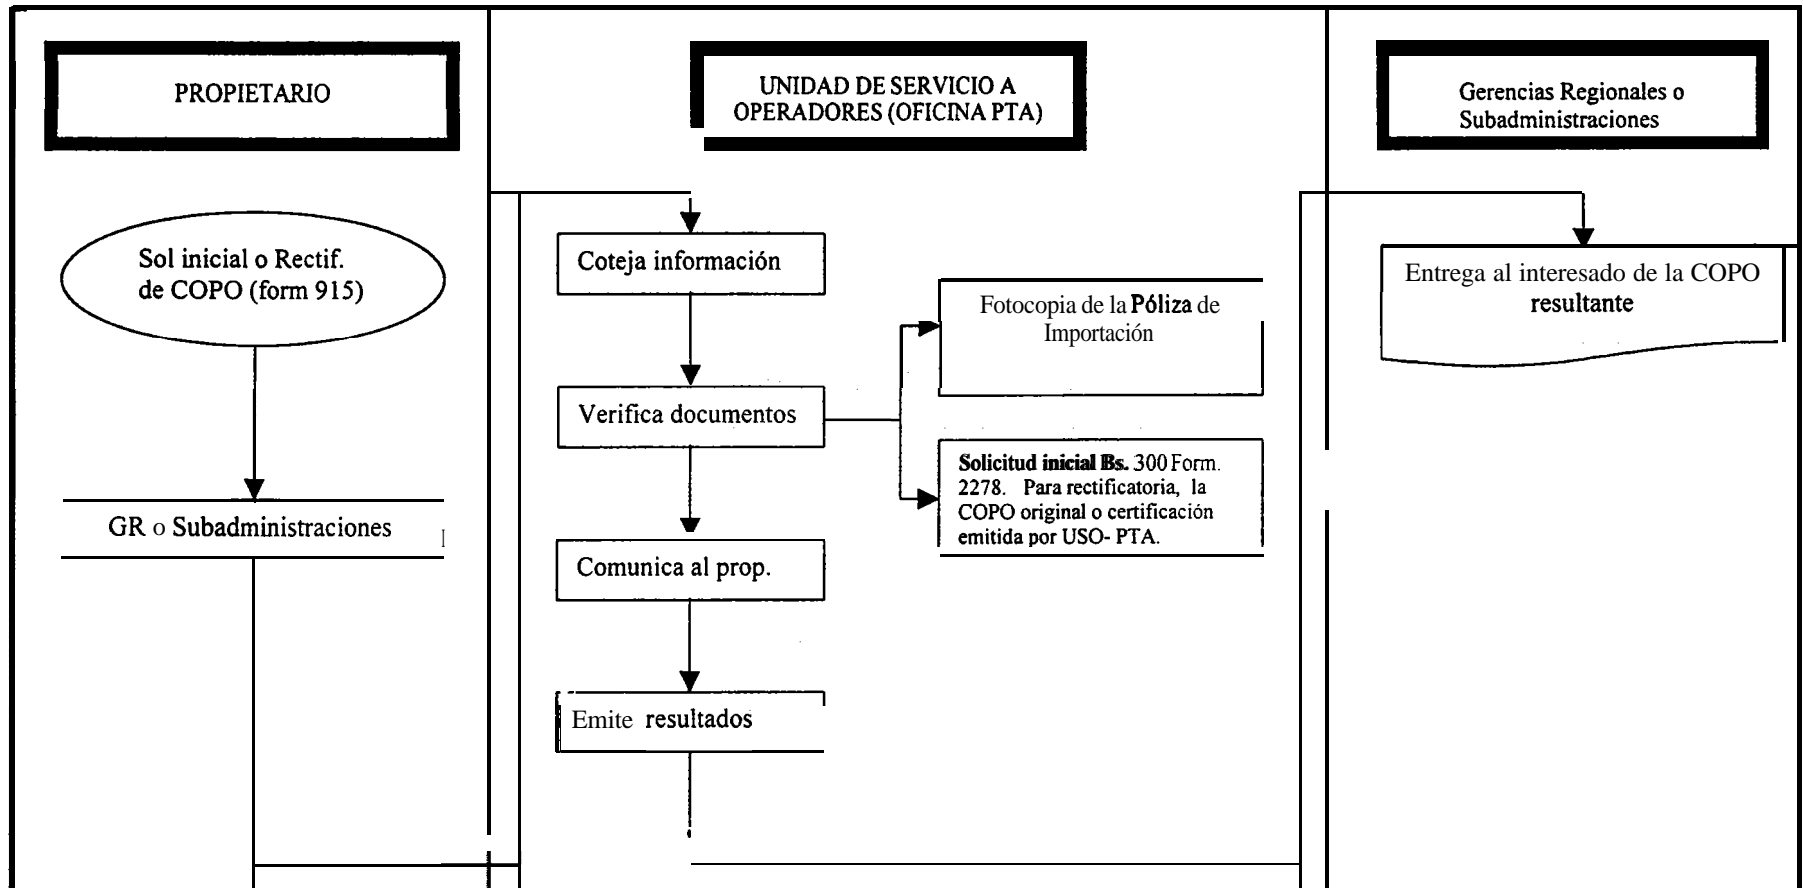 PROPIETARIO
Sol inicial o Rectif.
de COPO (form 915)
GR o Subadministraciones
UNIDAD DE SERVICIO A
OPERADORES (OFICINA PTA)
Coteja información
Verifica documentos
Fotocopia de la Póliza de
Importación
Solicitud inicial Bs. 300 Form.
2278. Para rectificatoria, la
COPO original o certificación
emitida por USO- PTA.
Comunica al prop.
Emite resultados
Gerencias Regionales o
Subadministraciones
Entrega al interesado de la COPO
resultante